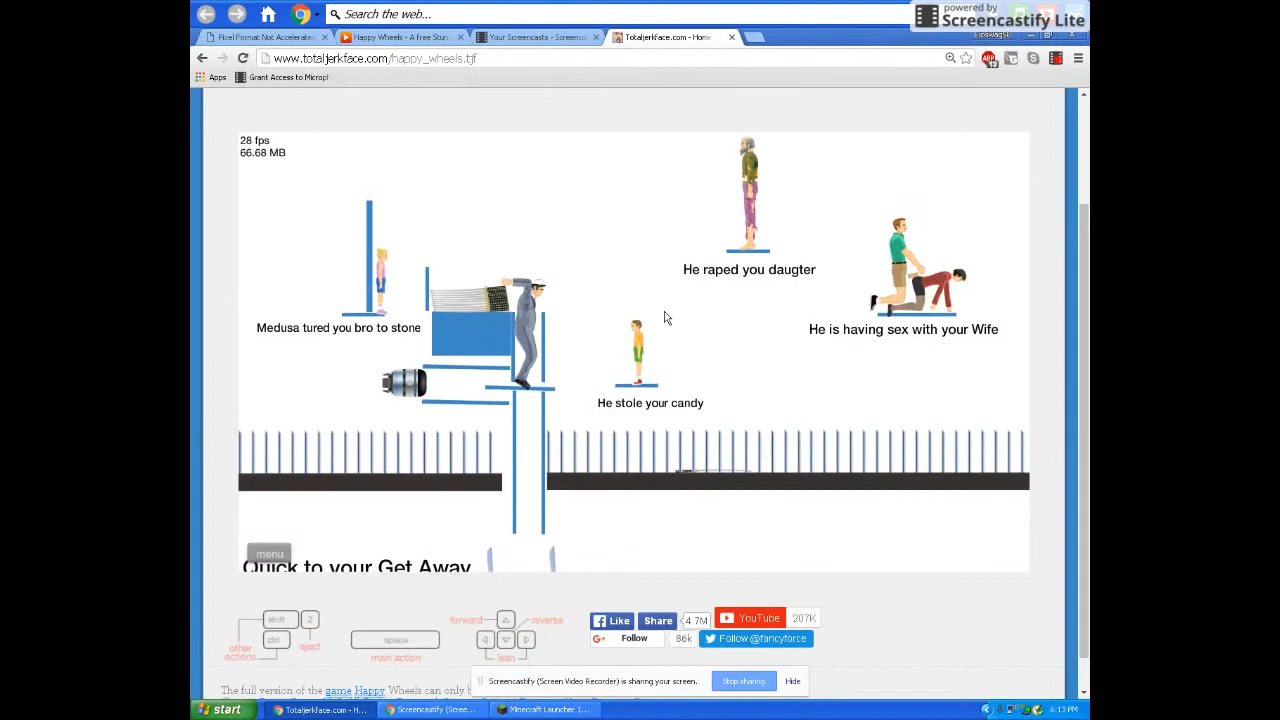 Search the web...
powered by
Screencastify Lite
Pixel Format Not Accelerated
Happy Wheels - A free Stun
Your Screencasts - Screenca
Totaljerkface.com - Home
www.totaljerkface.com/happy_wheels.tjf
Apps
Grant Access to Microph
28 fps
66.68 MB
He raped you daugter
Medusa tured you bro to stone
He is having sex with your Wife
He stole your candy
menu
Quick to your Get Away
shift
Z
ctrl
eject
other
actions
space
main action
forward
reverse
lean
Like
Share
4.7M
YouTube
207K
Follow
86k
Follow @fancyforce
Screencastify (Screen Video Recorder) is sharing your screen.
Stop sharing
Hide
The full version of the game Happy Wheels can only b
start
Totaljerkface.com - H...
Screencastify (Scree...
Minecraft Launcher 1...
6:13 PM